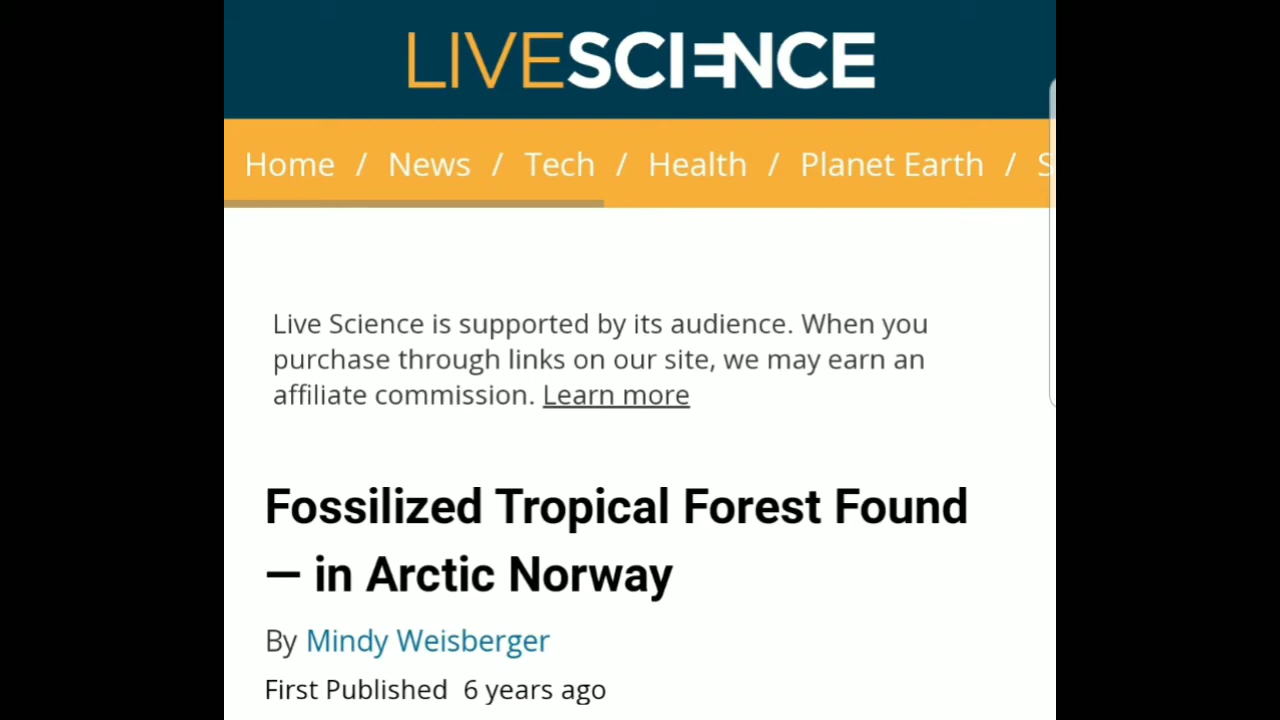 LIVESCIENCE
Home / News / Tech / Health / Planet Earth / S
Live Science is supported by its audience. When you
purchase through links on our site, we may earn an
affiliate commission. Learn more
Fossilized Tropical Forest Found
— in Arctic Norway
By Mindy Weisberger
First Published 6 years ago